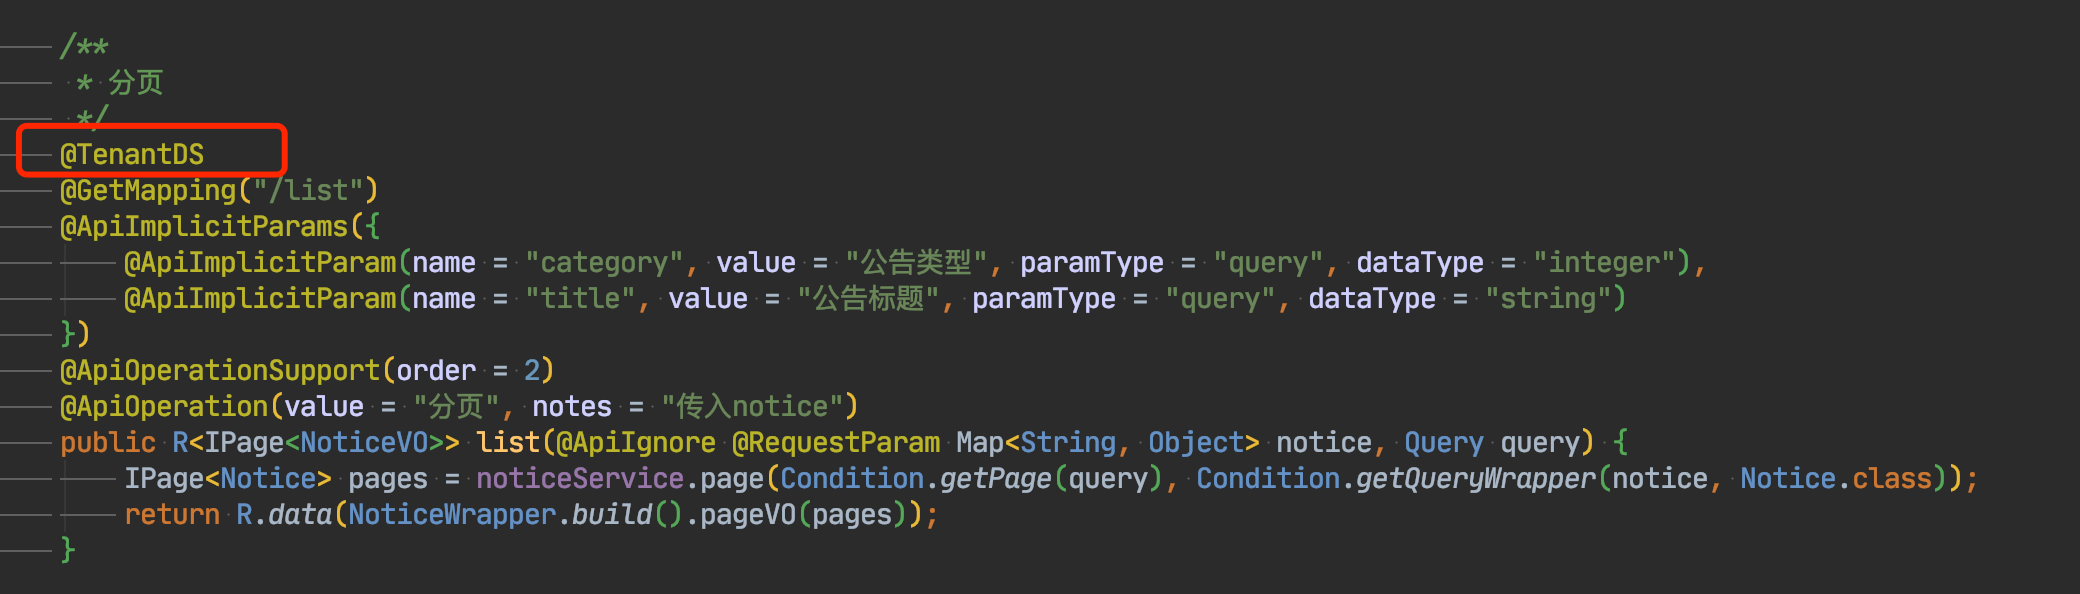 /**
 * 分页
 */
@TenantDS
@GetMapping("/list")
@ApiImplicitParams({
    @ApiImplicitParam(name = "category", value = "公告类型", paramType = "query", dataType = "integer"),
    @ApiImplicitParam(name = "title", value = "公告标题", paramType = "query", dataType = "string")
})
@ApiOperationSupport(order = 2)
@ApiOperation(value = "分页", notes = "传入notice")
public R<IPage<NoticeVO>> list(@ApiIgnore @RequestParam Map<String, Object> notice, Query query) {
    IPage<Notice> pages = noticeService.page(Condition.getPage(query), Condition.getQueryWrapper(notice, Notice.class));
    return R.data(NoticeWrapper.build().pageVO(pages));
}